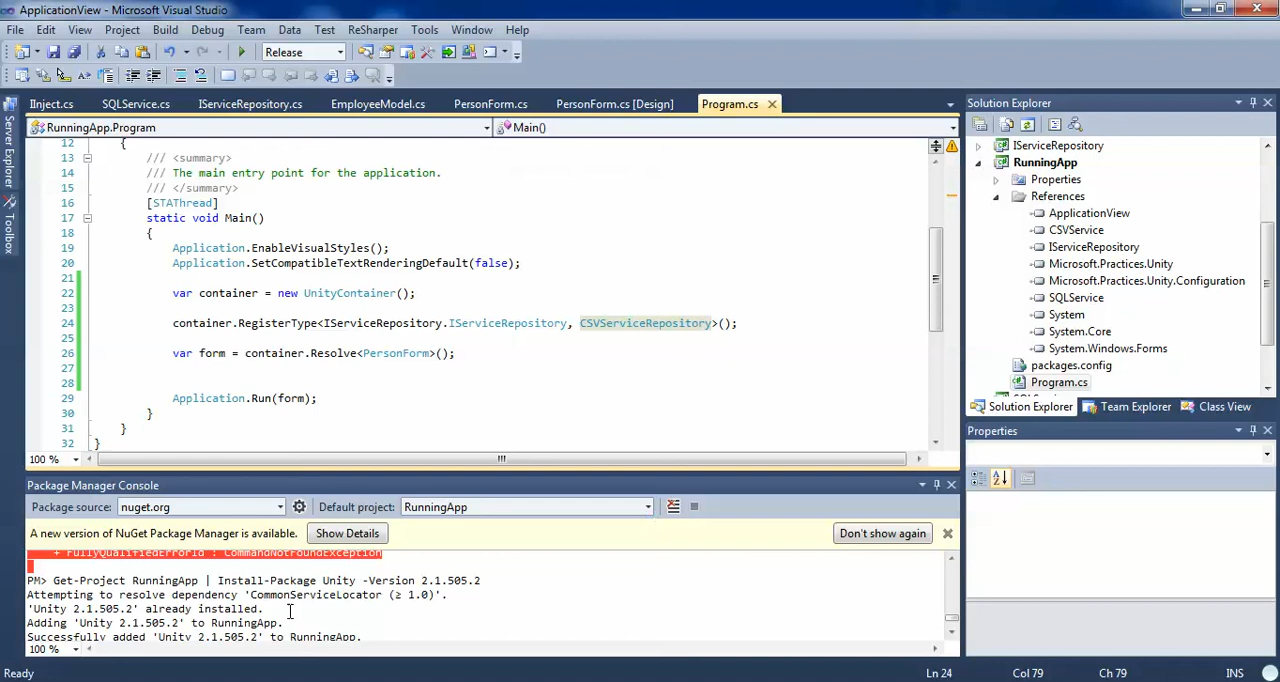 ApplicationView - Microsoft Visual Studio
File Edit View Project Build Debug Team Data Test ReSharper Tools Window Help
Release
IInject.cs SQLService.cs IServiceRepository.cs EmployeeModel.cs PersonForm.cs PersonForm.cs [Design] Program.cs
RunningApp.Program Main()
12 {
13 /// <summary>
14 /// The main entry point for the application.
15 /// </summary>
16 [STAThread]
17 static void Main()
18 {
19 Application.EnableVisualStyles();
20 Application.SetCompatibleTextRenderingDefault(false);
21
22 var container = new UnityContainer();
23
24 container.RegisterType<IServiceRepository.IServiceRepository, CSVServiceRepository>();
25
26 var form = container.Resolve<PersonForm>();
27
28
29 Application.Run(form);
30 }
31 }
32 }
100 %
Server Explorer
Toolbox
Solution Explorer
IServiceRepository
RunningApp
Properties
References
ApplicationView
CSVService
IServiceRepository
Microsoft.Practices.Unity
Microsoft.Practices.Unity.Configuration
SQLService
System
System.Core
System.Windows.Forms
packages.config
Program.cs
Solution Explorer Team Explorer Class View
Properties
Package Manager Console
Package source: nuget.org Default project: RunningApp
A new version of NuGet Package Manager is available. Show Details Don't show again
+ FullyQualifiedErrorId : CommandNotFoundException
PM> Get-Project RunningApp | Install-Package Unity -Version 2.1.505.2
Attempting to resolve dependency 'CommonServiceLocator (≥ 1.0)'.
'Unity 2.1.505.2' already installed.
Adding 'Unity 2.1.505.2' to RunningApp.
Successfully added 'Unity 2.1.505.2' to RunningApp.
100 %
Ready Ln 24 Col 79 Ch 79 INS